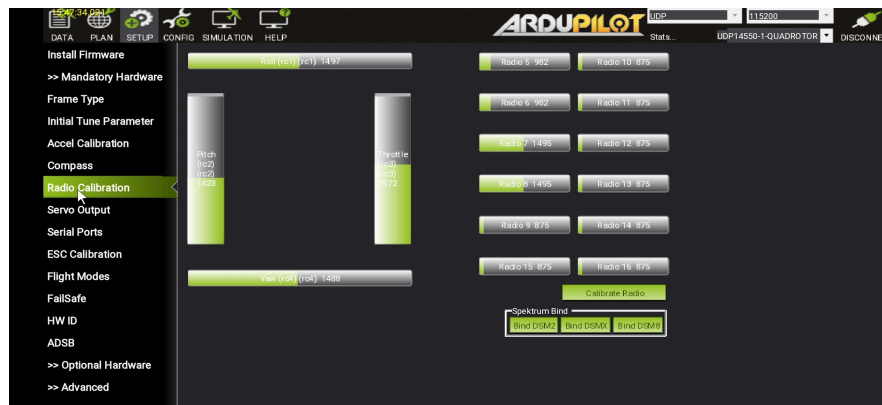 15:47:34.021
DATA PLAN SETUP CONFIG SIMULATION HELP
ARDUPILOT
UDP
115200
Stats...
UDP14550-1-QUADROTOR
DISCONNE
Install Firmware
>> Mandatory Hardware
Frame Type
Initial Tune Parameter
Accel Calibration
Compass
Radio Calibration
Servo Output
Serial Ports
ESC Calibration
Flight Modes
FailSafe
HW ID
ADSB
>> Optional Hardware
>> Advanced
Roll (rc1) (rc1) 1497
Pitch
(rc2)
(rc2)
1428
Throttle
(rc3)
(rc3)
1572
Yaw (rc4) (rc4) 1488
Radio 5 982
Radio 10 875
Radio 6 982
Radio 11 875
Radio 7 1495
Radio 12 875
Radio 8 1495
Radio 13 875
Radio 9 875
Radio 14 875
Radio 15 875
Radio 16 875
Calibrate Radio
Spektrum Bind
Bind DSM2 Bind DSMX Bind DSM8